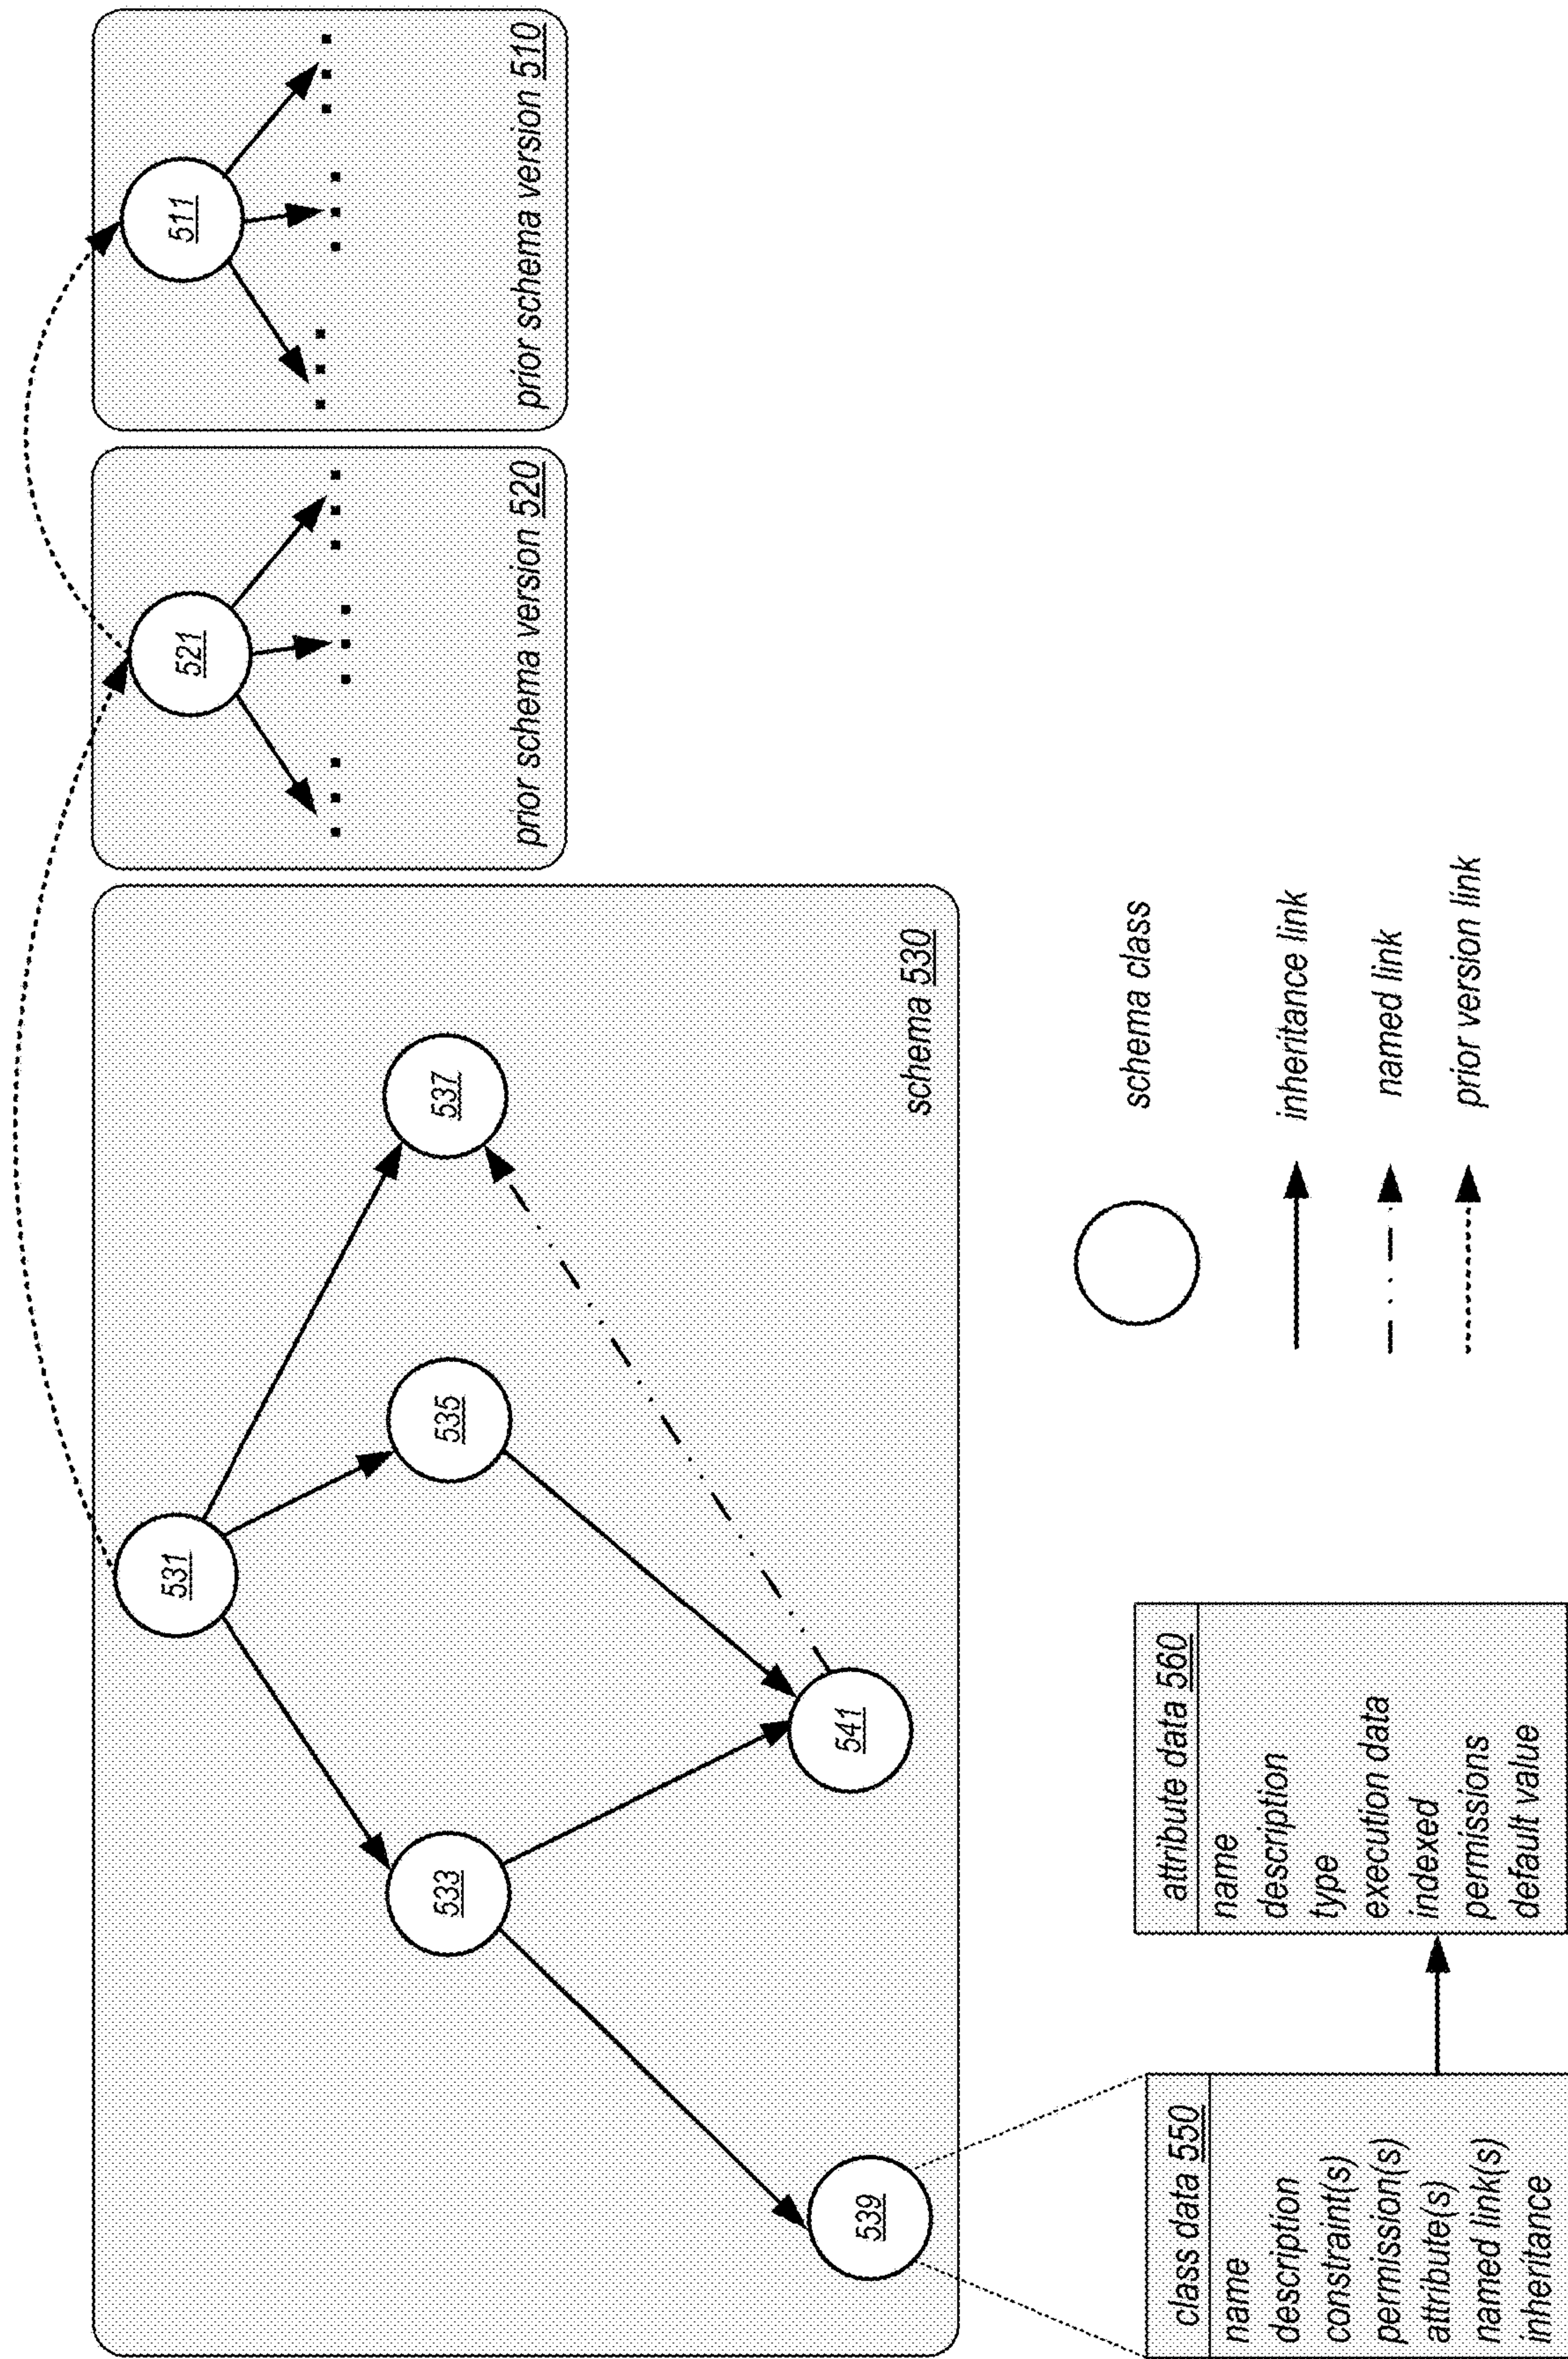 531
521
511
533
535
537
539
541
schema 530
prior schema version 520
prior schema version 510
class data 550
name
description
constraint(s)
permission(s)
attribute(s)
named link(s)
inheritance
attribute data 560
name
description
type
execution data
indexed
permissions
default value
schema class
inheritance link
named link
prior version link